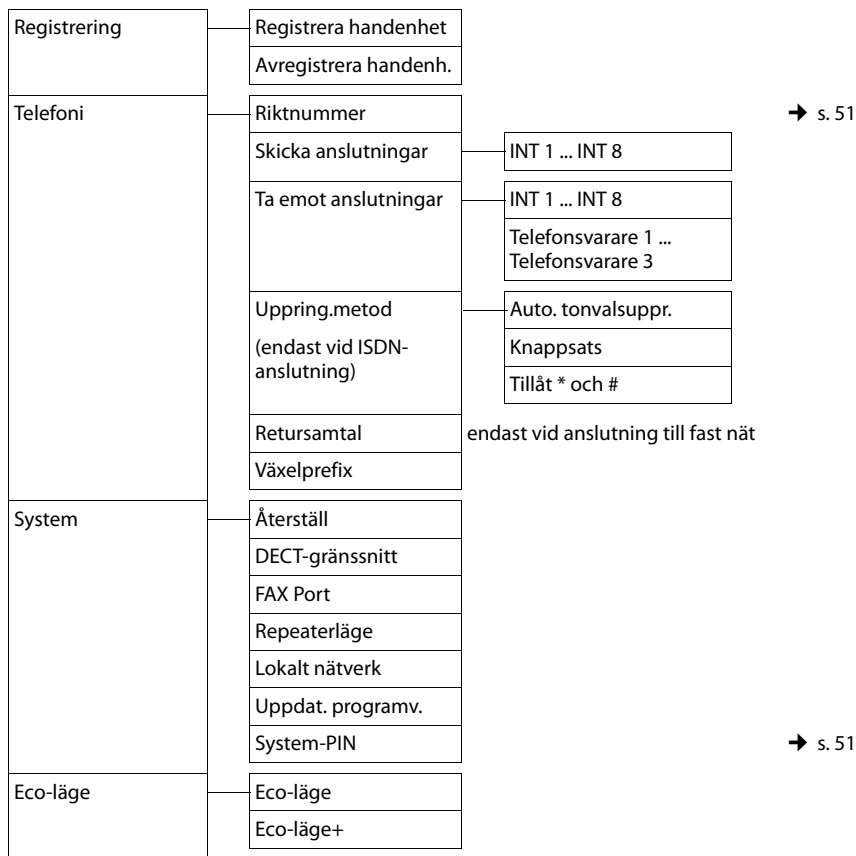 Registrering
Registrera handenhet
Avregistrera handenh.
Telefoni
Riktnummer
➔ s. 51
Skicka anslutningar
INT 1 ... INT 8
Ta emot anslutningar
INT 1 ... INT 8
Telefonsvarare 1 ...
Telefonsvarare 3
Uppring.metod
(endast vid ISDN-
anslutning)
Auto. tonvalsuppr.
Knappsats
Tillåt * och #
Retursamtal
endast vid anslutning till fast nät
Växelprefix
System
Återställ
DECT-gränssnitt
FAX Port
Repeaterläge
Lokalt nätverk
Uppdat. programv.
System-PIN
➔ s. 51
Eco-läge
Eco-läge
Eco-läge+